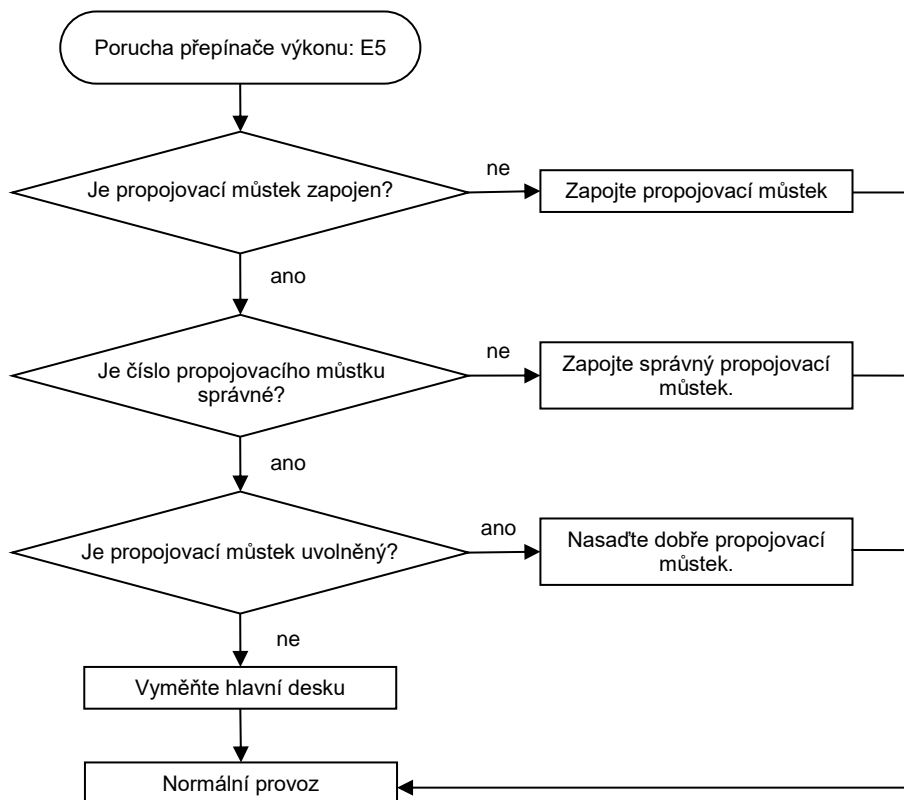 Porucha přepínače výkonu: E5
Je propojovací můstek zapojen?
ne
Zapojte propojovací můstek
ano
Je číslo propojovacího můstku
správné?
ne
Zapojte správný propojovací
můstek.
ano
Je propojovací můstek uvolněný?
ano
Nasaďte dobře propojovací
můstek.
ne
Vyměňte hlavní desku
Normální provoz